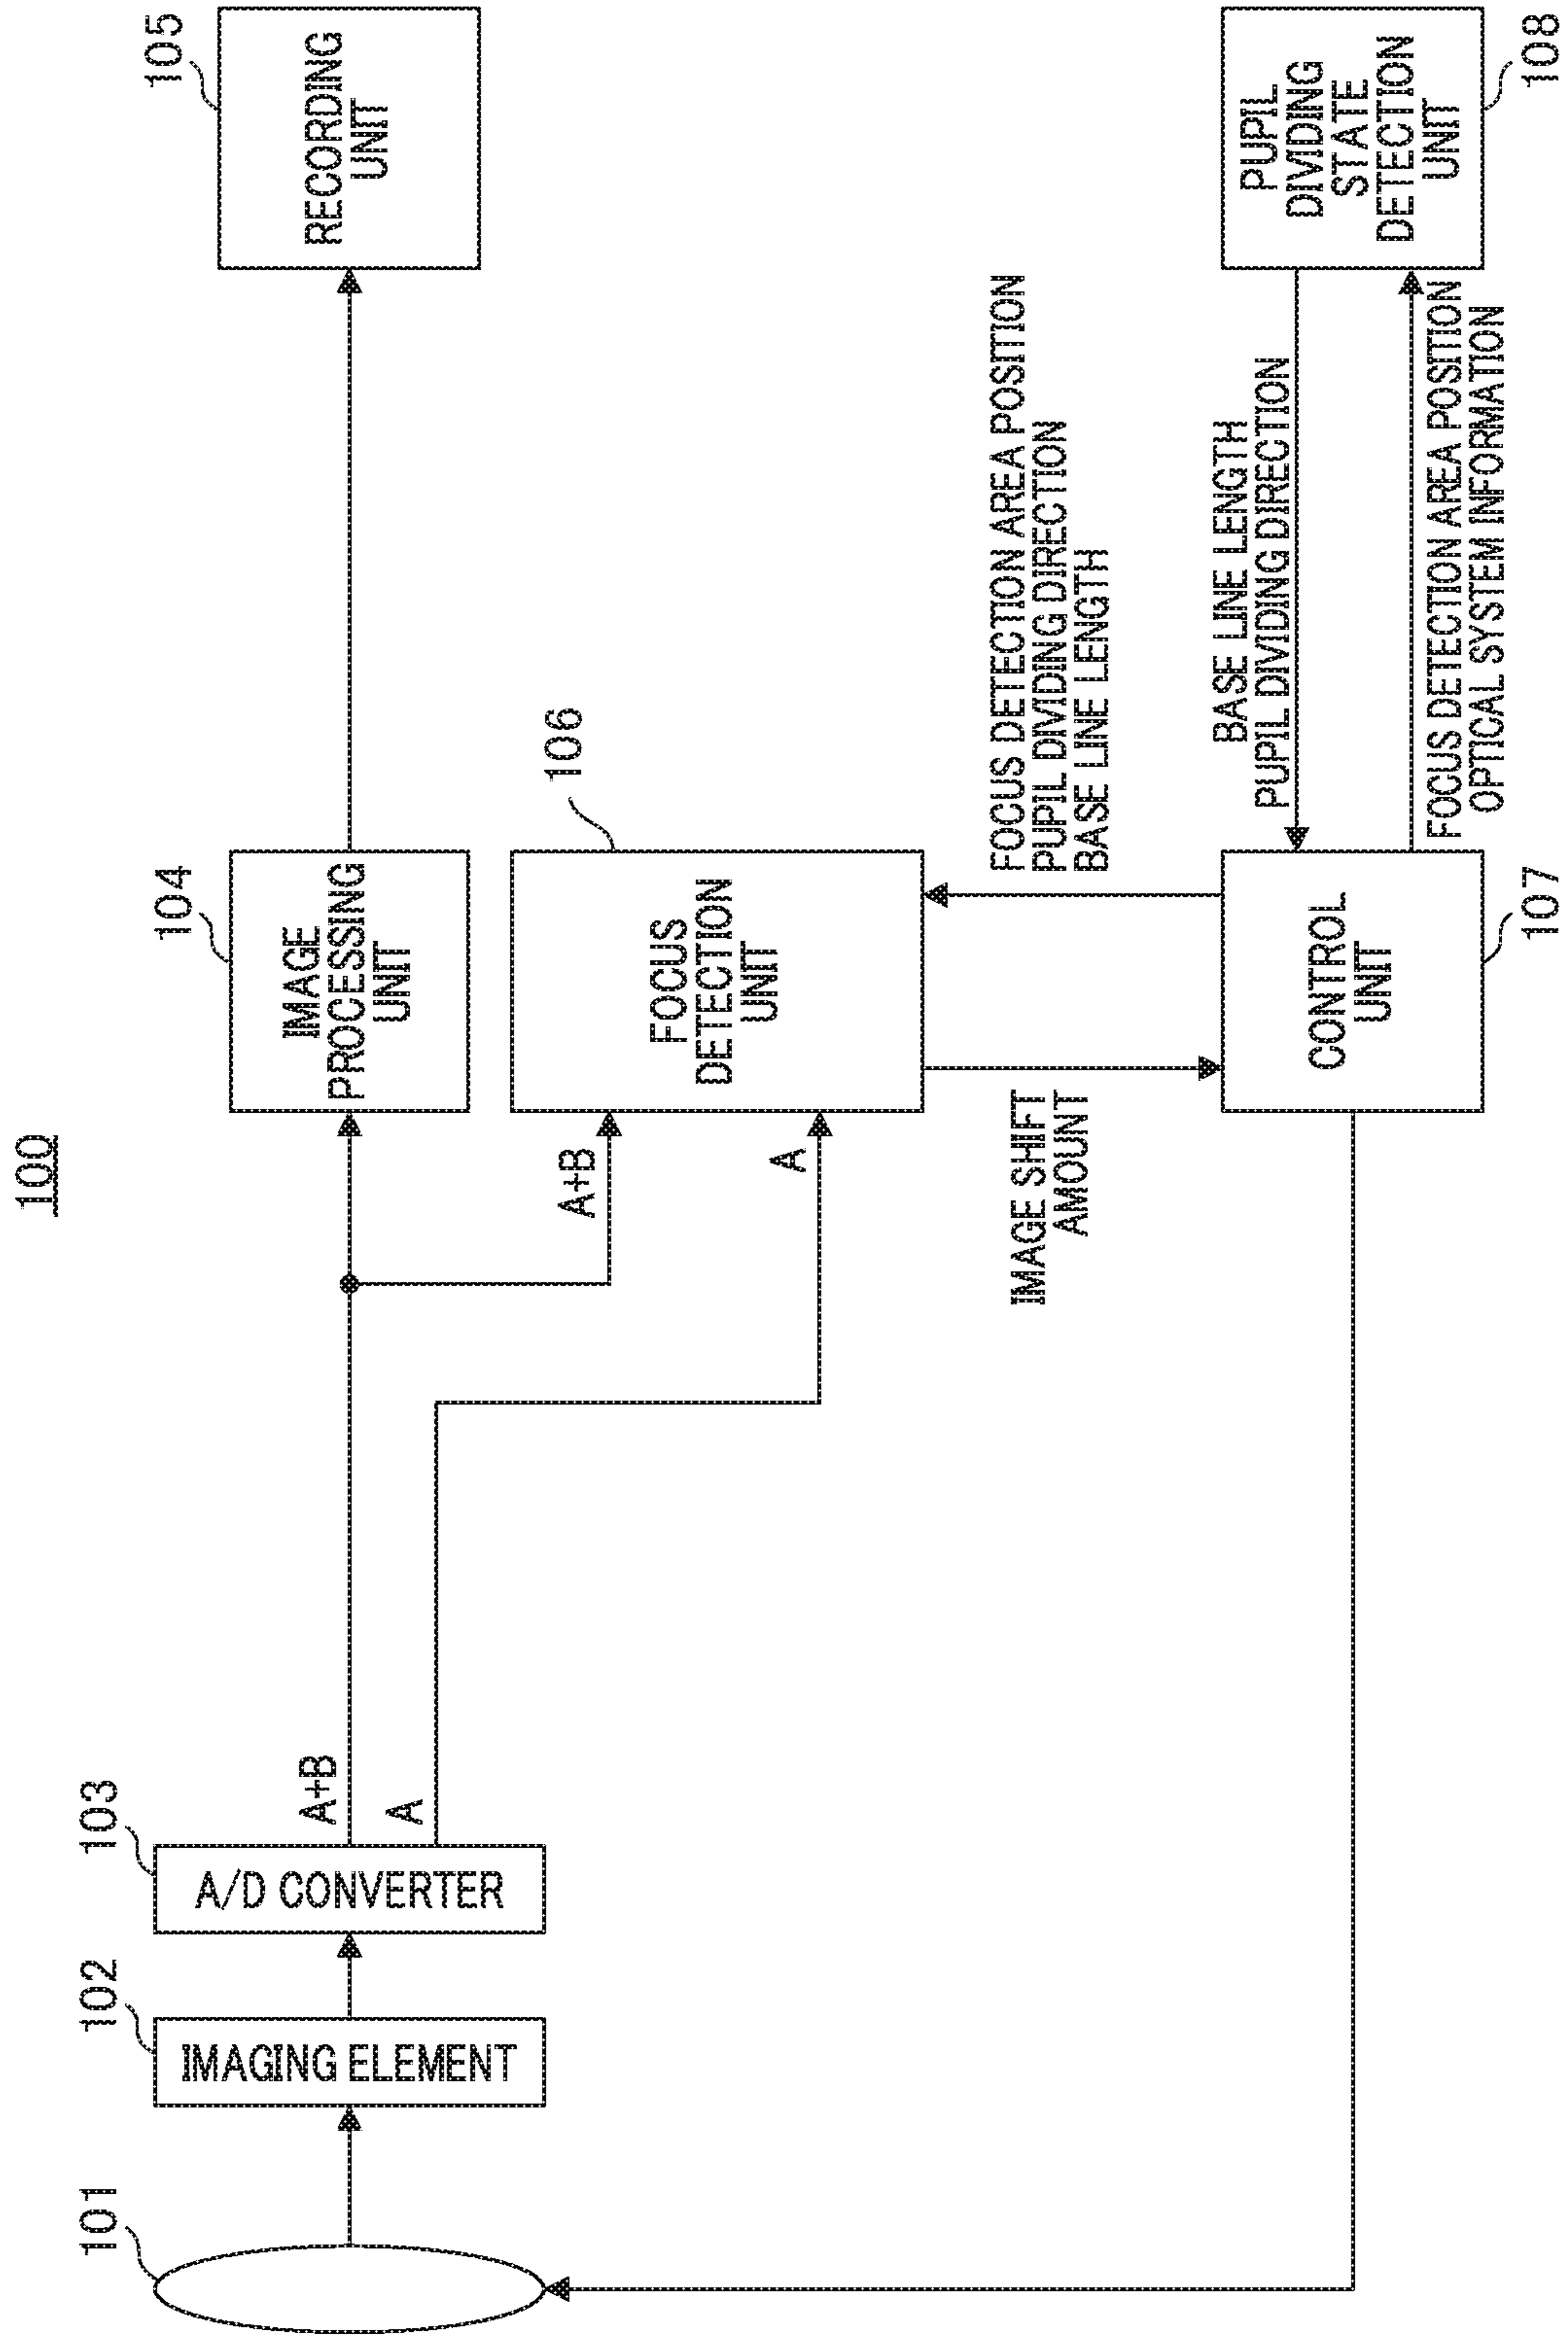 100
101
102
IMAGING ELEMENT
103
A/D CONVERTER
A+B
A
104
IMAGE
PROCESSING
UNIT
105
RECORDING
UNIT
A+B
A
106
FOCUS
DETECTION
UNIT
IMAGE SHIFT
AMOUNT
FOCUS DETECTION AREA POSITION
PUPIL DIVIDING DIRECTION
BASE LINE LENGTH
CONTROL
UNIT
107
BASE LINE LENGTH
PUPIL DIVIDING DIRECTION
FOCUS DETECTION AREA POSITION
OPTICAL SYSTEM INFORMATION
PUPIL
DIVIDING
STATE
DETECTION
UNIT
108